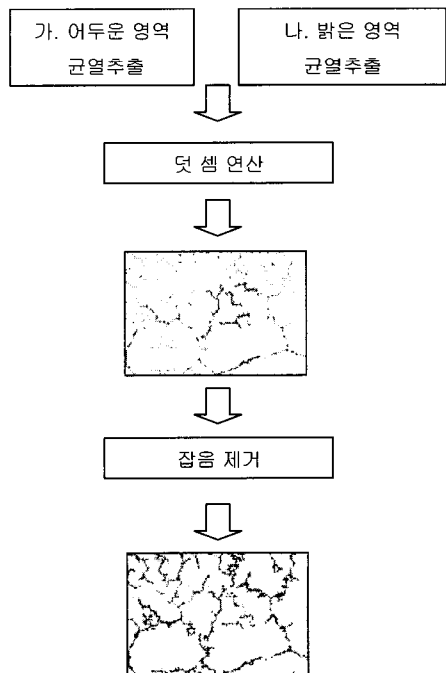 가. 어두운 영역
균열추출
나. 밝은 영역
균열추출
덧 셈 연산
잡음 제거